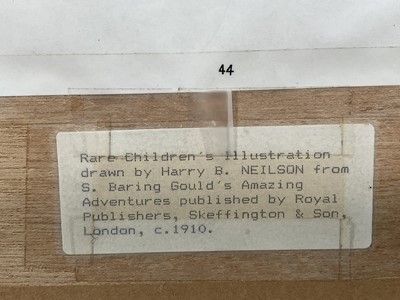 44
Rare Children's Illustration
drawn by Harry B. NEILSON from
S. Baring Gould's Amazing
Adventures published by Royal
Publishers, Skeffington & Son,
London, c.1910.